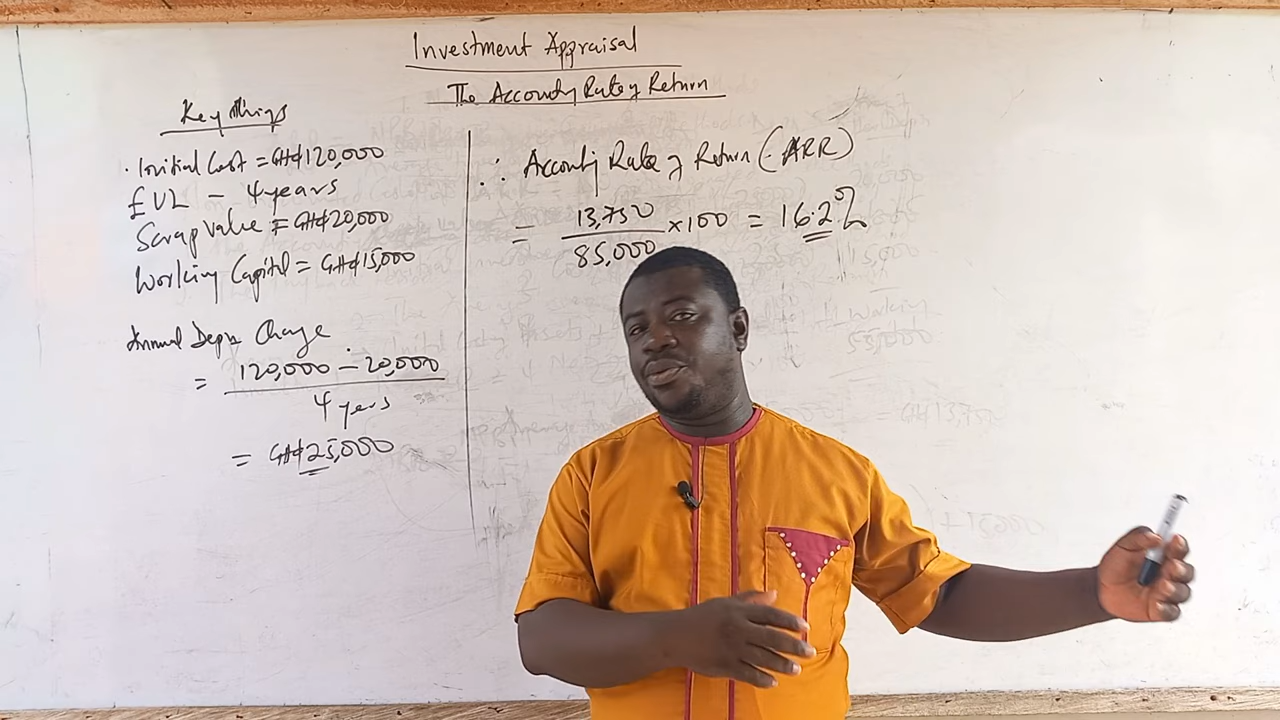 Investment Appraisal
The Accounting Rate of Return
Key things
. Initial Cost = GH¢120,000
EUL - 4 years
Scrap Value = GH¢20,000
Working Capital = GH¢15,000
Annual Depn Charge
= 120,000 - 20,000
4 years
= GH¢25,000
∴ Accounting Rate of Return (ARR)
= 13,750 × 100 = 16.2%
85,000